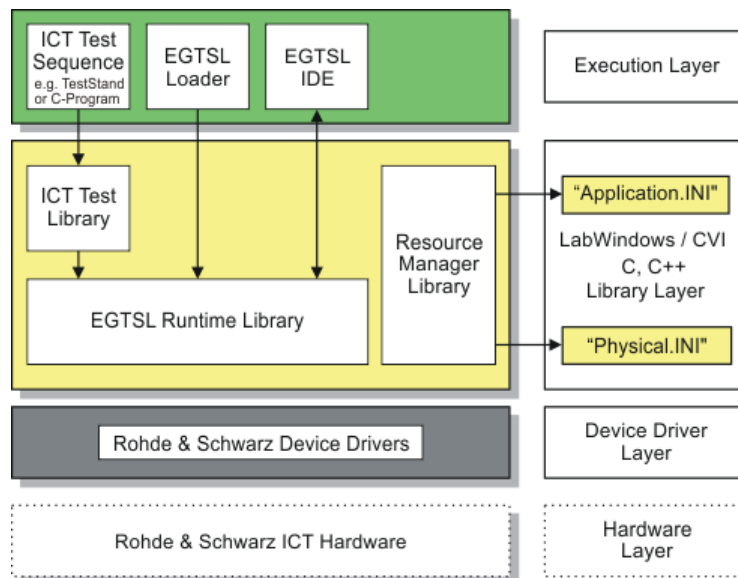 ICT Test
Sequence
e.g. TestStand
or C-Program
EGTSL
Loader
EGTSL
IDE
Execution Layer
ICT Test
Library
Resource
Manager
Library
EGTSL Runtime Library
“Application.INI"
LabWindows / CVI
C, C++
Library Layer
“Physical.INI"
Rohde & Schwarz Device Drivers
Device Driver
Layer
Rohde & Schwarz ICT Hardware
Hardware
Layer